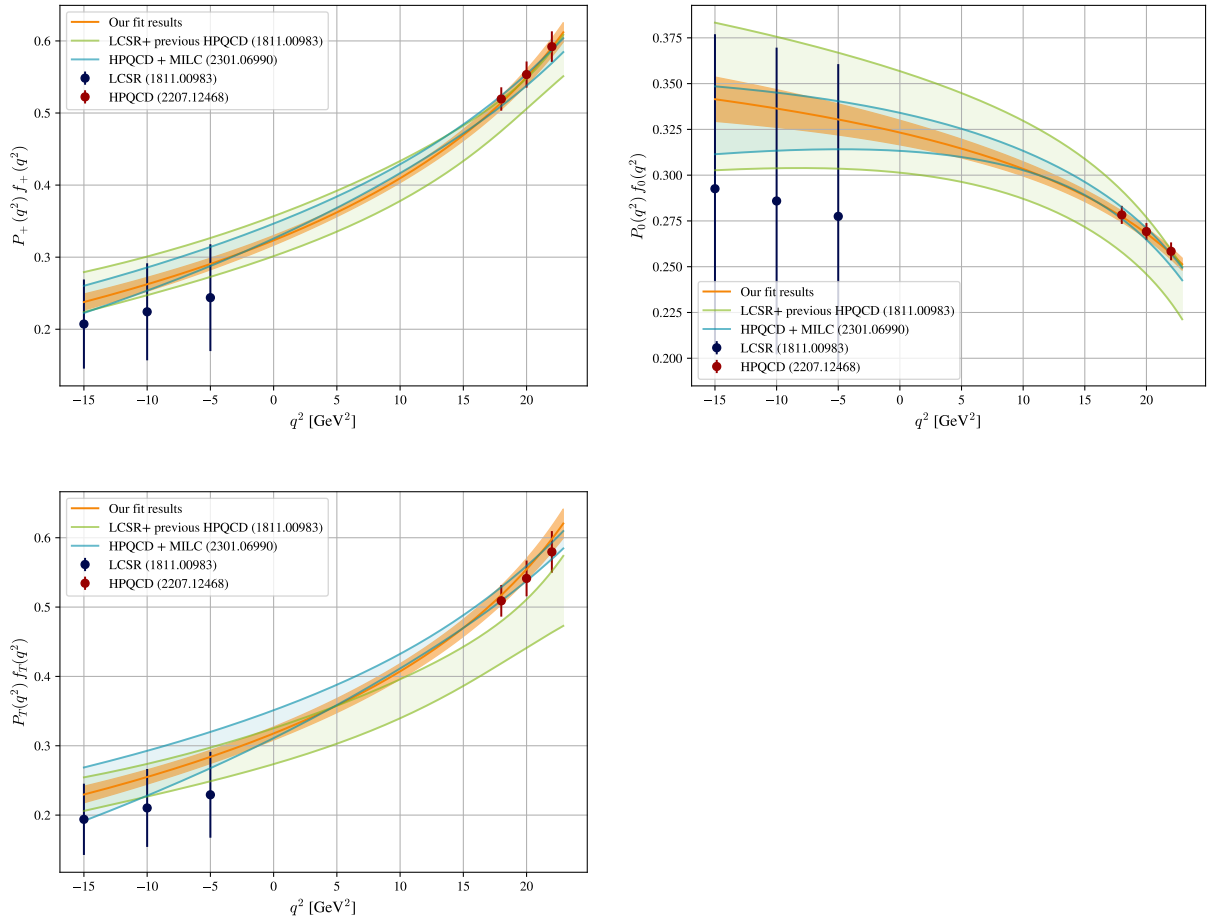 Our fit results
LCSR+ previous HPQCD (1811.00983)
HPQCD + MILC (2301.06990)
LCSR (1811.00983)
HPQCD (2207.12468)
P₊(q²) f₊(q²)
0.6
0.5
0.4
0.3
0.2
−15 −10 −5 0 5 10 15 20
q² [GeV²]
P₀(q²) f₀(q²)
0.375
0.350
0.325
0.300
0.275
0.250
0.225
0.200
Our fit results
LCSR+ previous HPQCD (1811.00983)
HPQCD + MILC (2301.06990)
LCSR (1811.00983)
HPQCD (2207.12468)
−15 −10 −5 0 5 10 15 20
q² [GeV²]
Our fit results
LCSR+ previous HPQCD (1811.00983)
HPQCD + MILC (2301.06990)
LCSR (1811.00983)
HPQCD (2207.12468)
P_T(q²) f_T(q²)
0.6
0.5
0.4
0.3
0.2
−15 −10 −5 0 5 10 15 20
q² [GeV²]